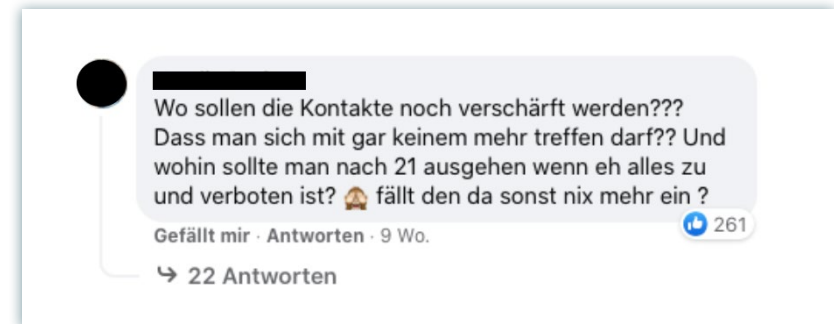 Wo sollen die Kontakte noch verschärft werden???
Dass man sich mit gar keinem mehr treffen darf?? Und
wohin sollte man nach 21 ausgehen wenn eh alles zu
und verboten ist? 🙈 fällt den da sonst nix mehr ein ?
261
Gefällt mir · Antworten · 9 Wo.
22 Antworten